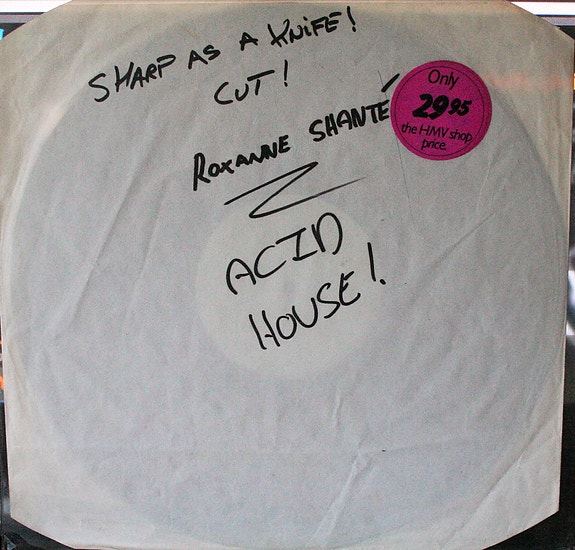 SHARP AS A KNIFE!
CUT!
ROXANNE SHANTÉ
ACID
HOUSE!
Only
29.95
the HMV shop
price